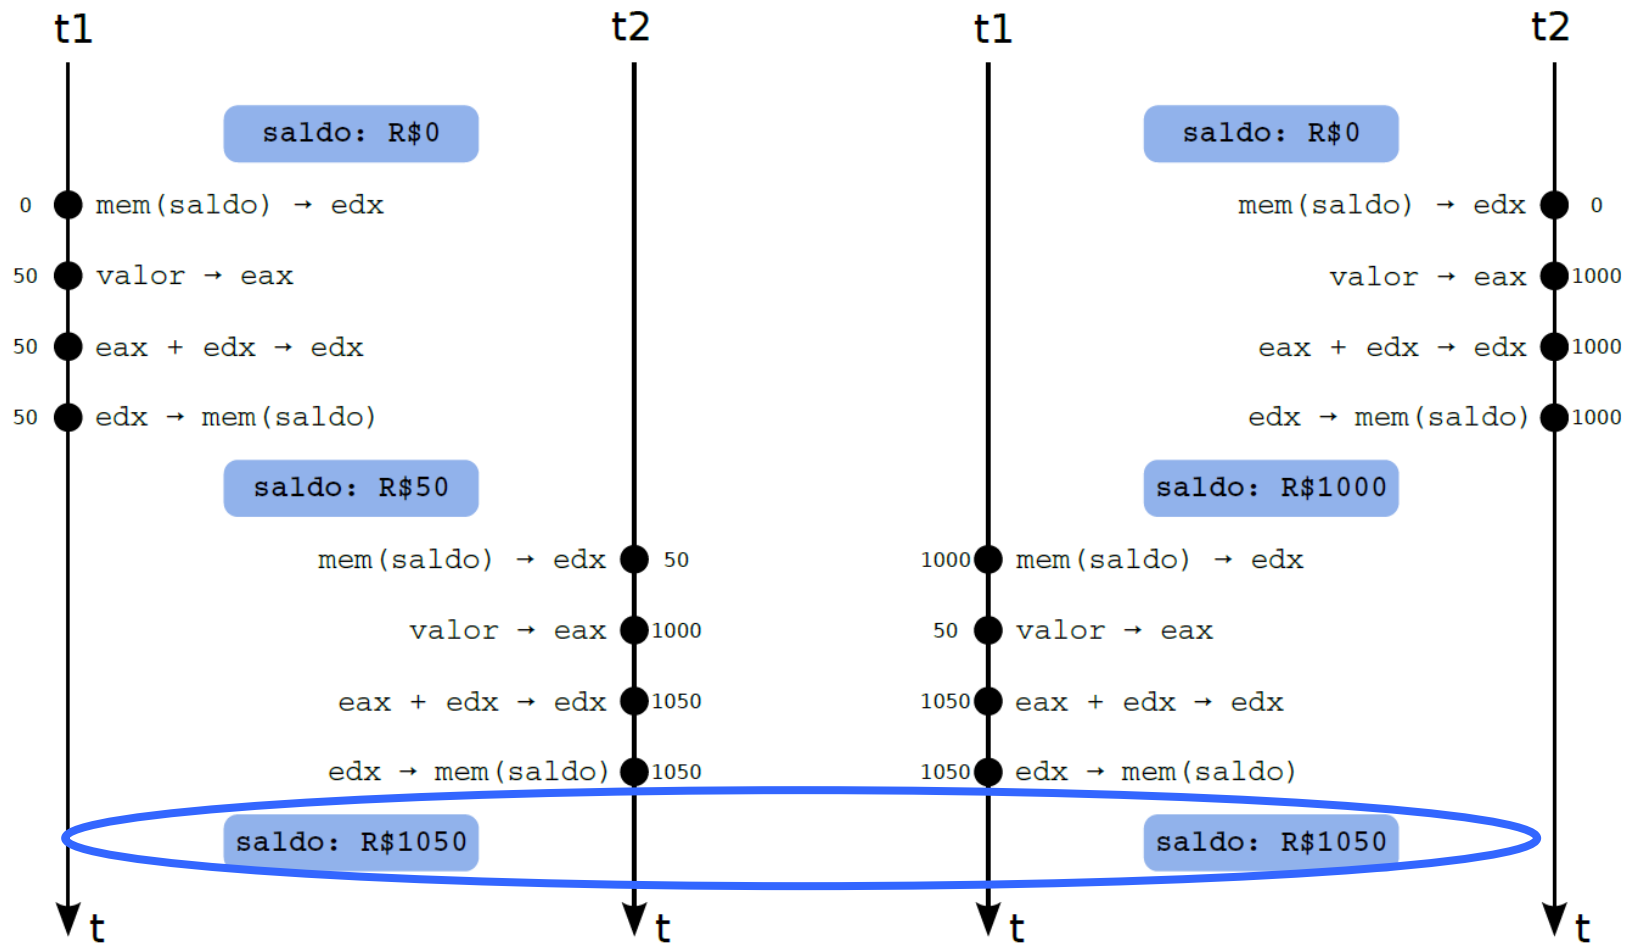 t1 t2 t1 t2
saldo: R$0 saldo: R$0
0 mem(saldo) → edx mem(saldo) → edx 0
50 valor → eax valor → eax 1000
50 eax + edx → edx eax + edx → edx 1000
50 edx → mem(saldo) edx → mem(saldo) 1000
saldo: R$50 saldo: R$1000
mem(saldo) → edx 50 1000 mem(saldo) → edx
valor → eax 1000 50 valor → eax
eax + edx → edx 1050 1050 eax + edx → edx
edx → mem(saldo) 1050 1050 edx → mem(saldo)
saldo: R$1050 saldo: R$1050
t t t t